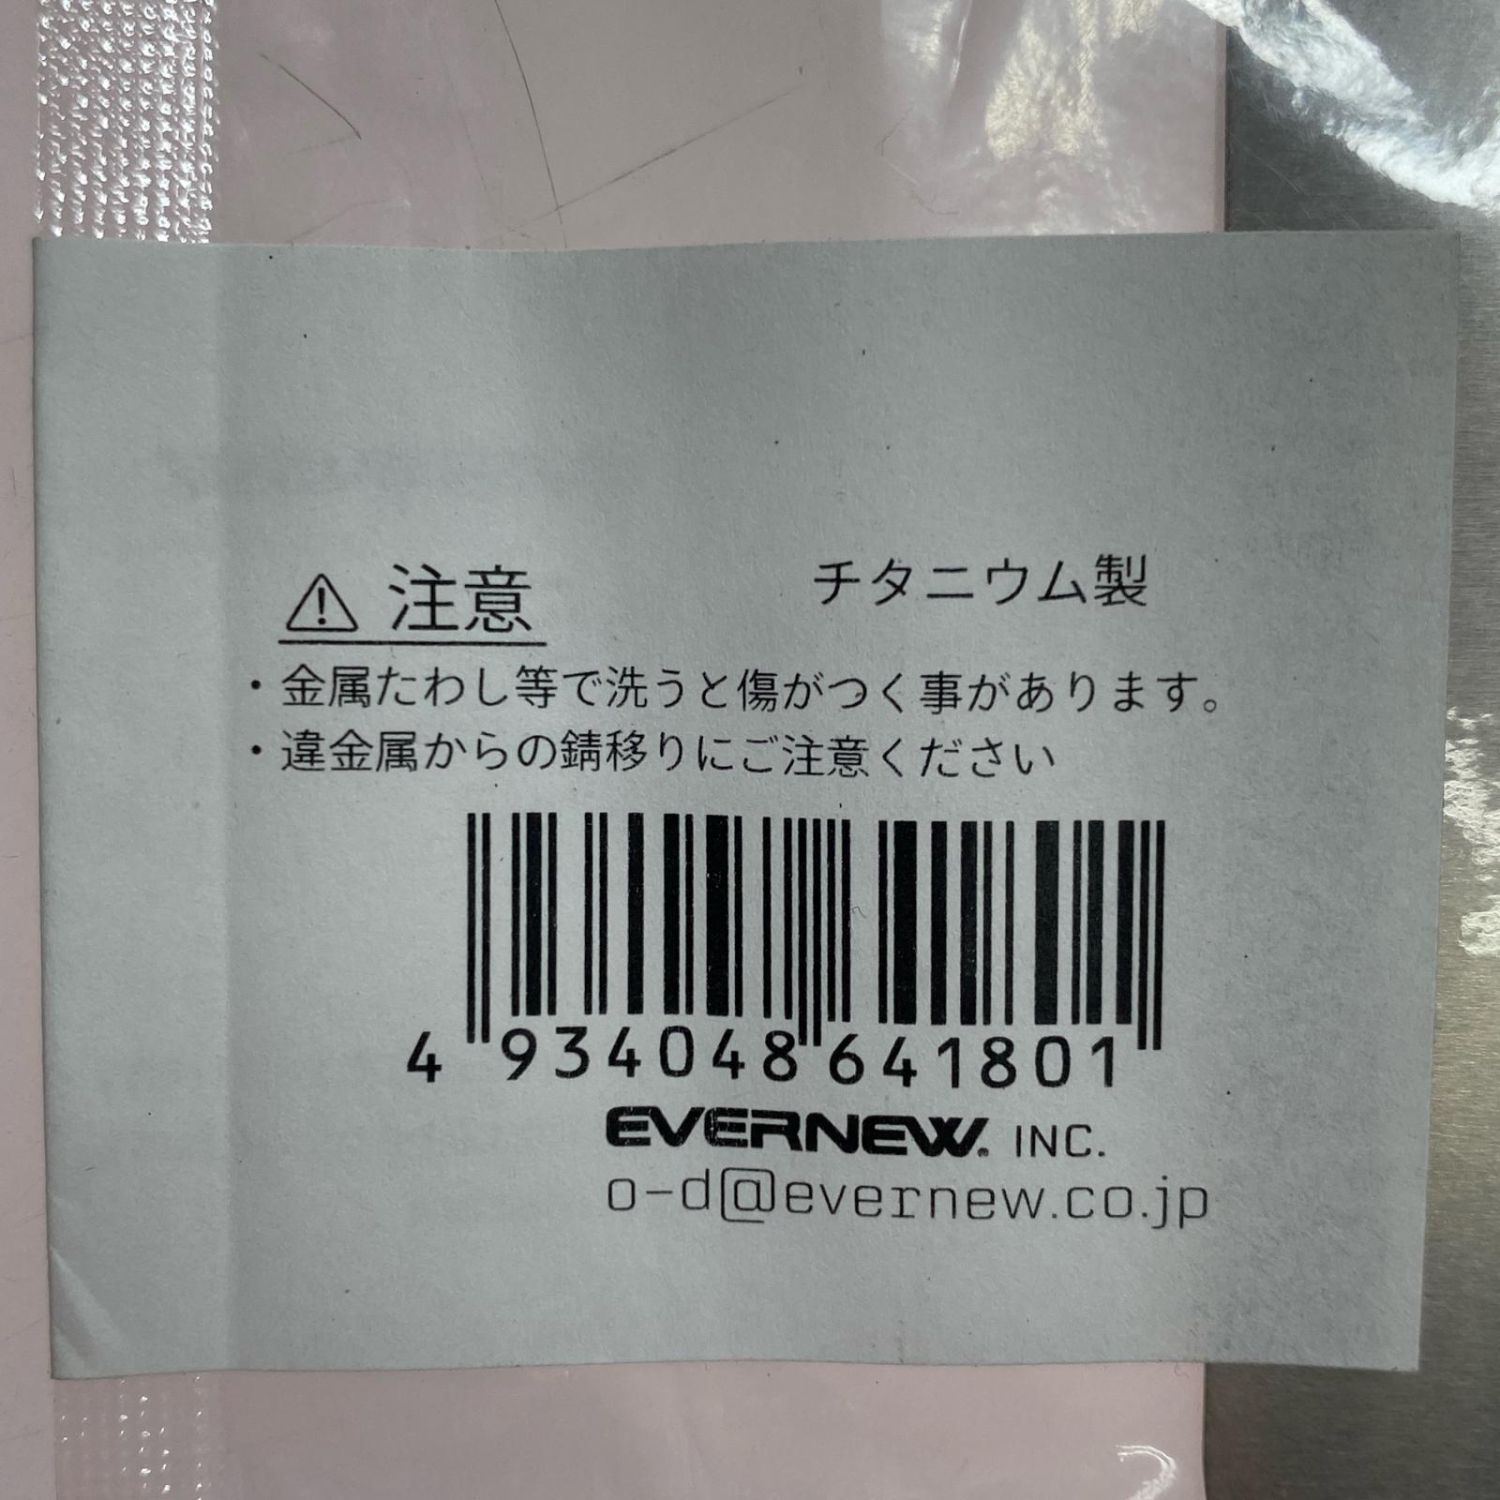 ⚠ 注意
チタニウム製
・金属たわし等で洗うと傷がつく事があります。
・違金属からの錆移りにご注意ください
4 934048 641801
EVERNEW. INC.
o-d@evernew.co.jp